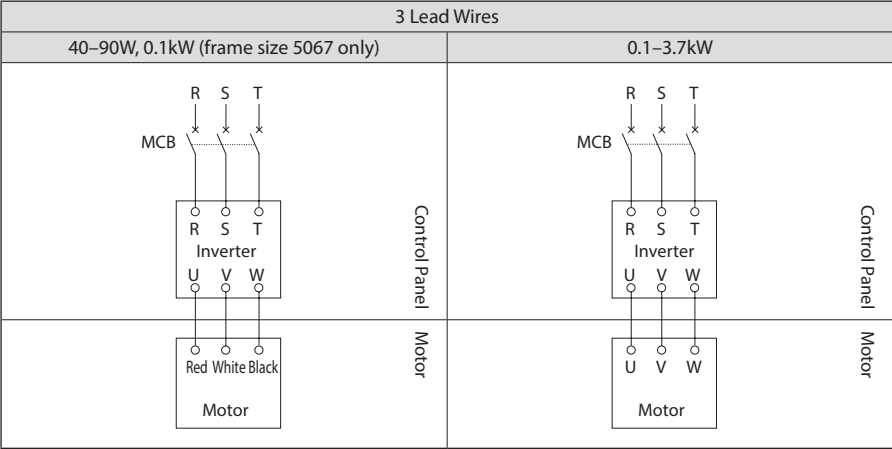 3 Lead Wires
40–90W, 0.1kW (frame size 5067 only)
0.1–3.7kW
R S T
MCB
R S T
Inverter
U V W
Control Panel
Red White Black
Motor
Motor
R S T
MCB
R S T
Inverter
U V W
Control Panel
U V W
Motor
Motor